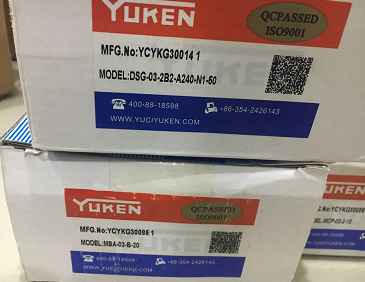 YUKEN
QCPASSED
ISO9001
MFG.No:YCYKG30014 1
MODEL:DSG-03-2B2-A240-N1-50
400-88-18598
+86-354-2426143
WWW.YUCIYUKEN.COM
YUKEN
QCPASSED
ISO9001
MFG.No:YCYKG30085 1
MODEL:MBA-03-B-20
400-88-18598
+86-354-2426143
WWW.YUCIYUKEN.COM